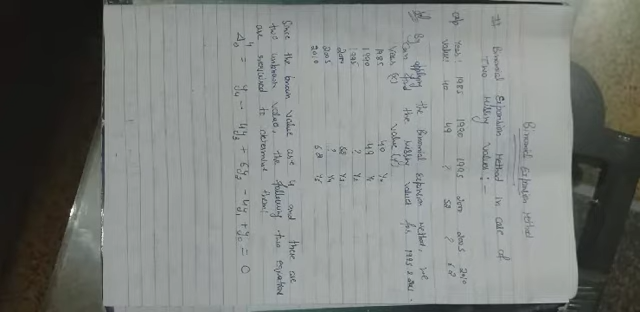 Binomial Expansion Method
Binomial Expansion Method in case of
Two Missing values :-
Year: 1985 1990 1995 2000 2005 2010
value: 40 49 ? 58 ? 68
By applying the Binomial Expansion Method, we
can find the missing values for 1995 &
Year (x) value (y)
1985 40 y₀
1990 49 y₁
1995 ? y₂
2000 58 y₃
2005 ? y₄
2010 68 y₅
Since the known value are 4 and there are
two unknown value, the following two equation
are required to determine them:
Δ₀⁴ = y₄ - 4y₃ + 6y₂ - 4y₁ + y₀ = 0